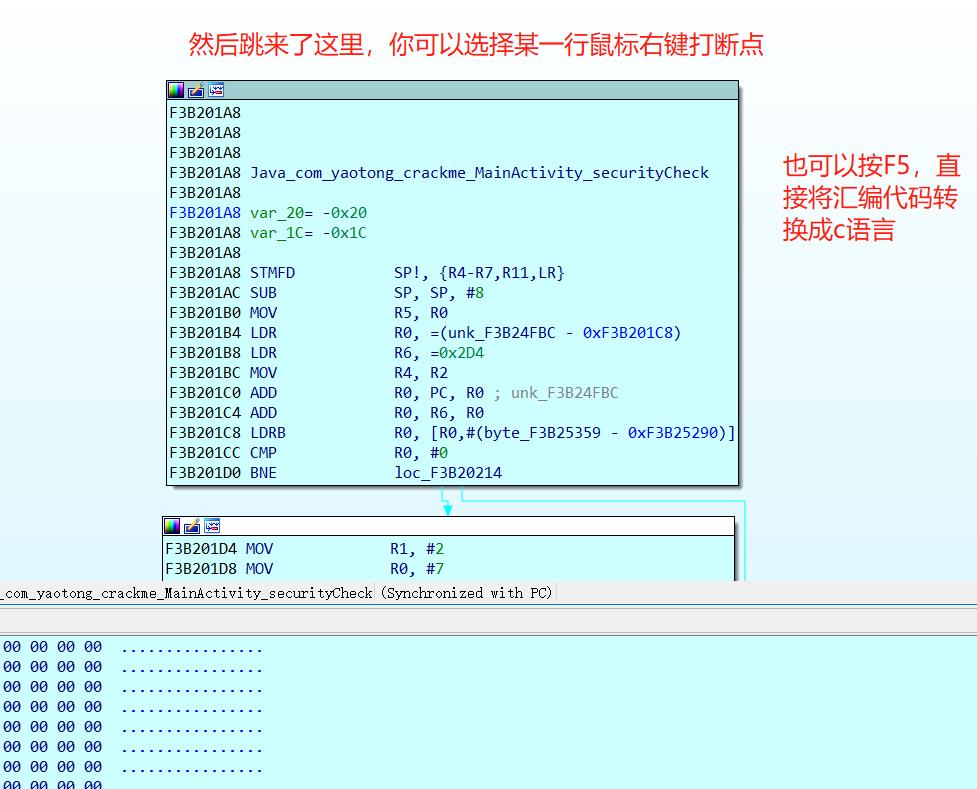 然后跳来了这里，你可以选择某一行鼠标右键打断点
F3B201A8
F3B201A8
F3B201A8
F3B201A8 Java_com_yaotong_crackme_MainActivity_securityCheck
F3B201A8
F3B201A8 var_20= -0x20
F3B201A8 var_1C= -0x1C
F3B201A8
F3B201A8 STMFD SP!, {R4-R7,R11,LR}
F3B201AC SUB SP, SP, #8
F3B201B0 MOV R5, R0
F3B201B4 LDR R0, =(unk_F3B24FBC - 0xF3B201C8)
F3B201B8 LDR R6, =0x2D4
F3B201BC MOV R4, R2
F3B201C0 ADD R0, PC, R0 ; unk_F3B24FBC
F3B201C4 ADD R0, R6, R0
F3B201C8 LDRB R0, [R0,#(byte_F3B25359 - 0xF3B25290)]
F3B201CC CMP R0, #0
F3B201D0 BNE loc_F3B20214
也可以按F5，直
接将汇编代码转
换成c语言
F3B201D4 MOV R1, #2
F3B201D8 MOV R0, #7
_com_yaotong_crackme_MainActivity_securityCheck (Synchronized with PC)
00 00 00 00 ................
00 00 00 00 ................
00 00 00 00 ................
00 00 00 00 ................
00 00 00 00 ................
00 00 00 00 ................
00 00 00 00 ................
00 00 00 00